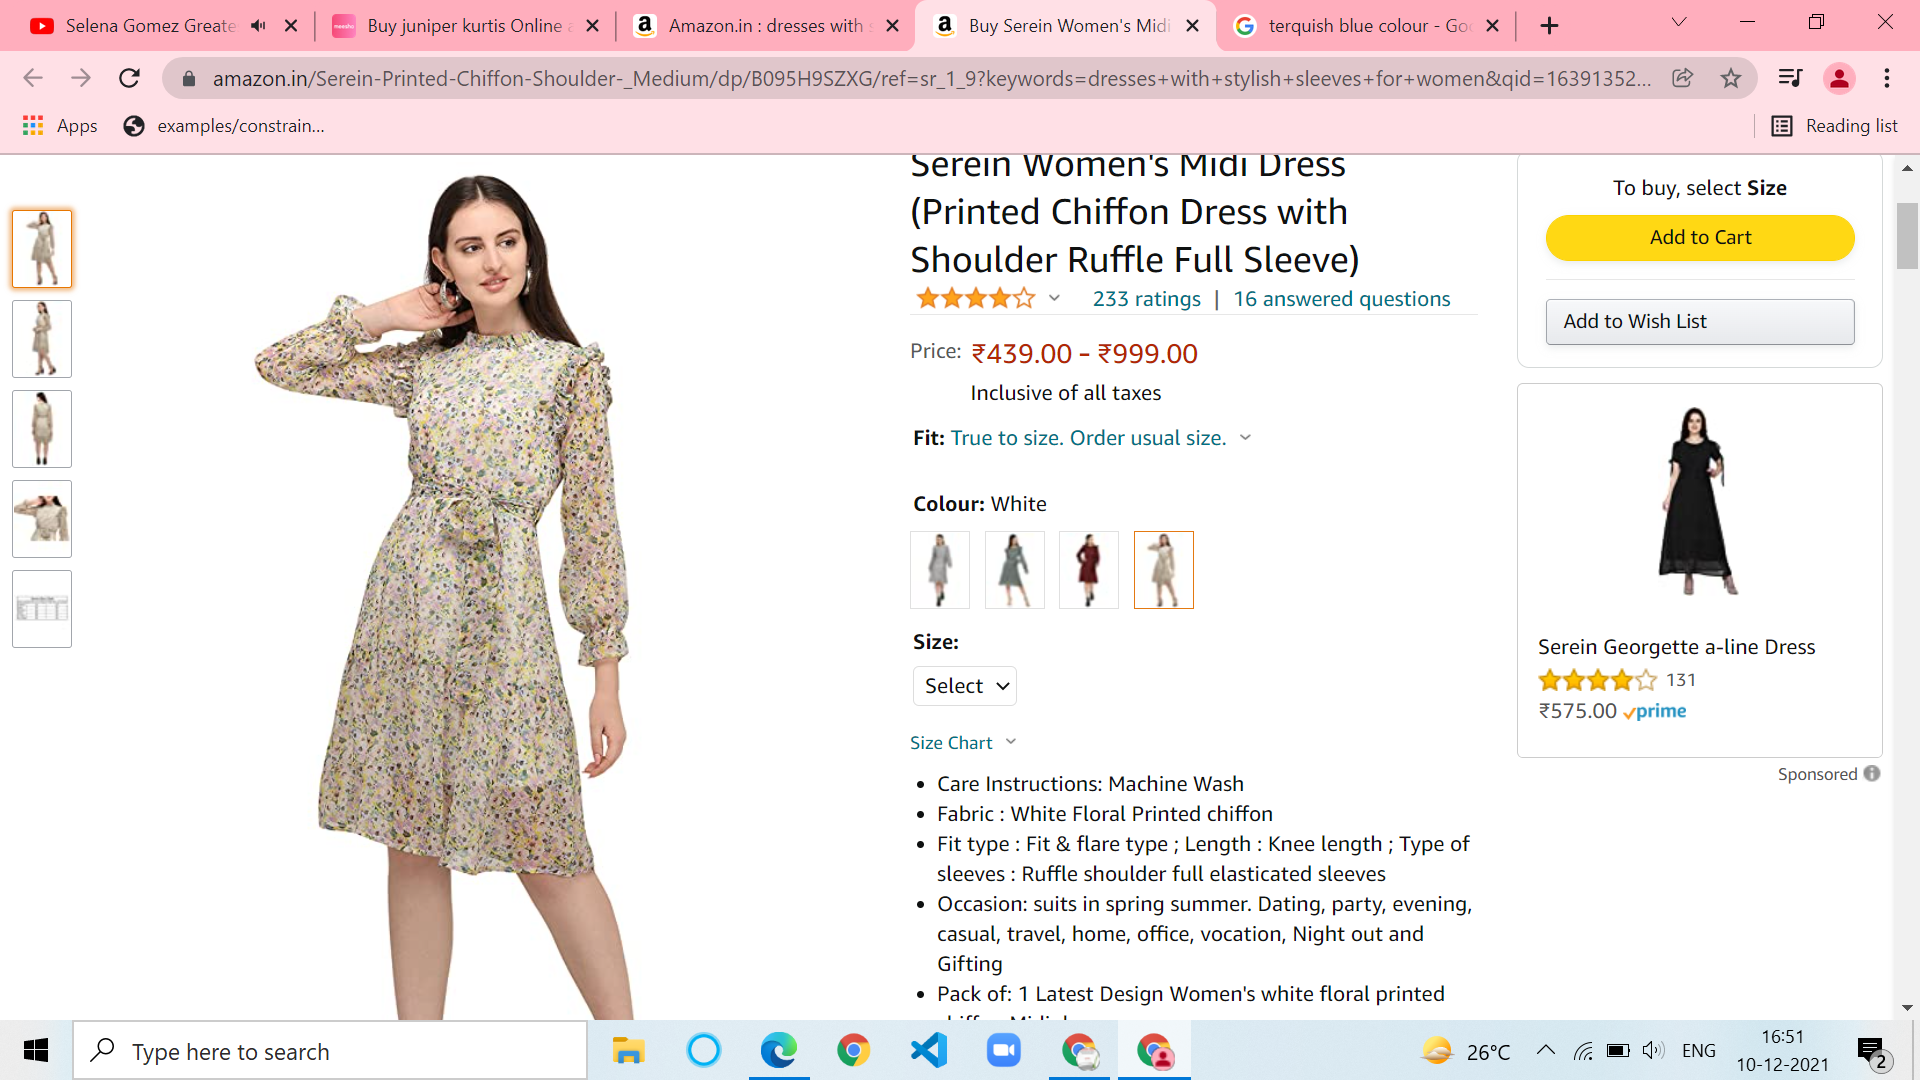 Selena Gomez Greate
Buy juniper kurtis Online a
Amazon.in : dresses with s
Buy Serein Women's Midi
terquish blue colour - Goo
amazon.in/Serein-Printed-Chiffon-Shoulder-_Medium/dp/B095H9SZXG/ref=sr_1_9?keywords=dresses+with+stylish+sleeves+for+women&qid=16391352...
Apps
examples/constrain...
Reading list
Serein Women's Midi Dress
(Printed Chiffon Dress with
Shoulder Ruffle Full Sleeve)
233 ratings | 16 answered questions
Price: ₹439.00 - ₹999.00
Inclusive of all taxes
Fit: True to size. Order usual size.
Colour: White
Size:
Select
Size Chart
• Care Instructions: Machine Wash
• Fabric : White Floral Printed chiffon
• Fit type : Fit & flare type ; Length : Knee length ; Type of
sleeves : Ruffle shoulder full elasticated sleeves
• Occasion: suits in spring summer. Dating, party, evening,
casual, travel, home, office, vocation, Night out and
Gifting
• Pack of: 1 Latest Design Women's white floral printed
To buy, select Size
Add to Cart
Add to Wish List
Serein Georgette a-line Dress
131
₹575.00 prime
Sponsored
Type here to search
26°C
ENG
16:51
10-12-2021
2